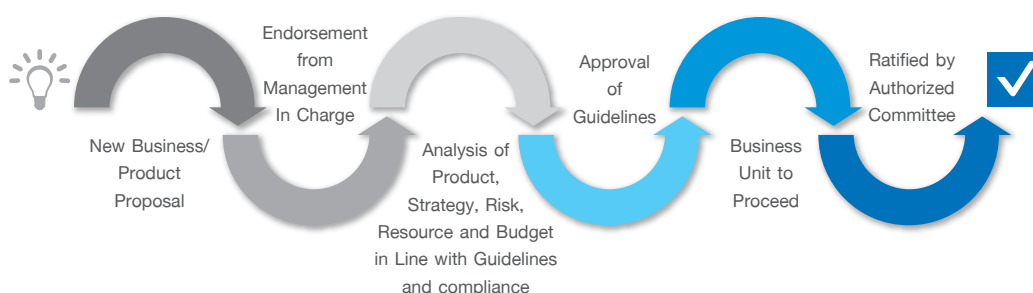 New Business/
Product
Proposal
Endorsement
from
Management
In Charge
Analysis of
Product,
Strategy, Risk,
Resource and Budget
in Line with Guidelines
and compliance
Approval
of
Guidelines
Business
Unit to
Proceed
Ratified by
Authorized
Committee